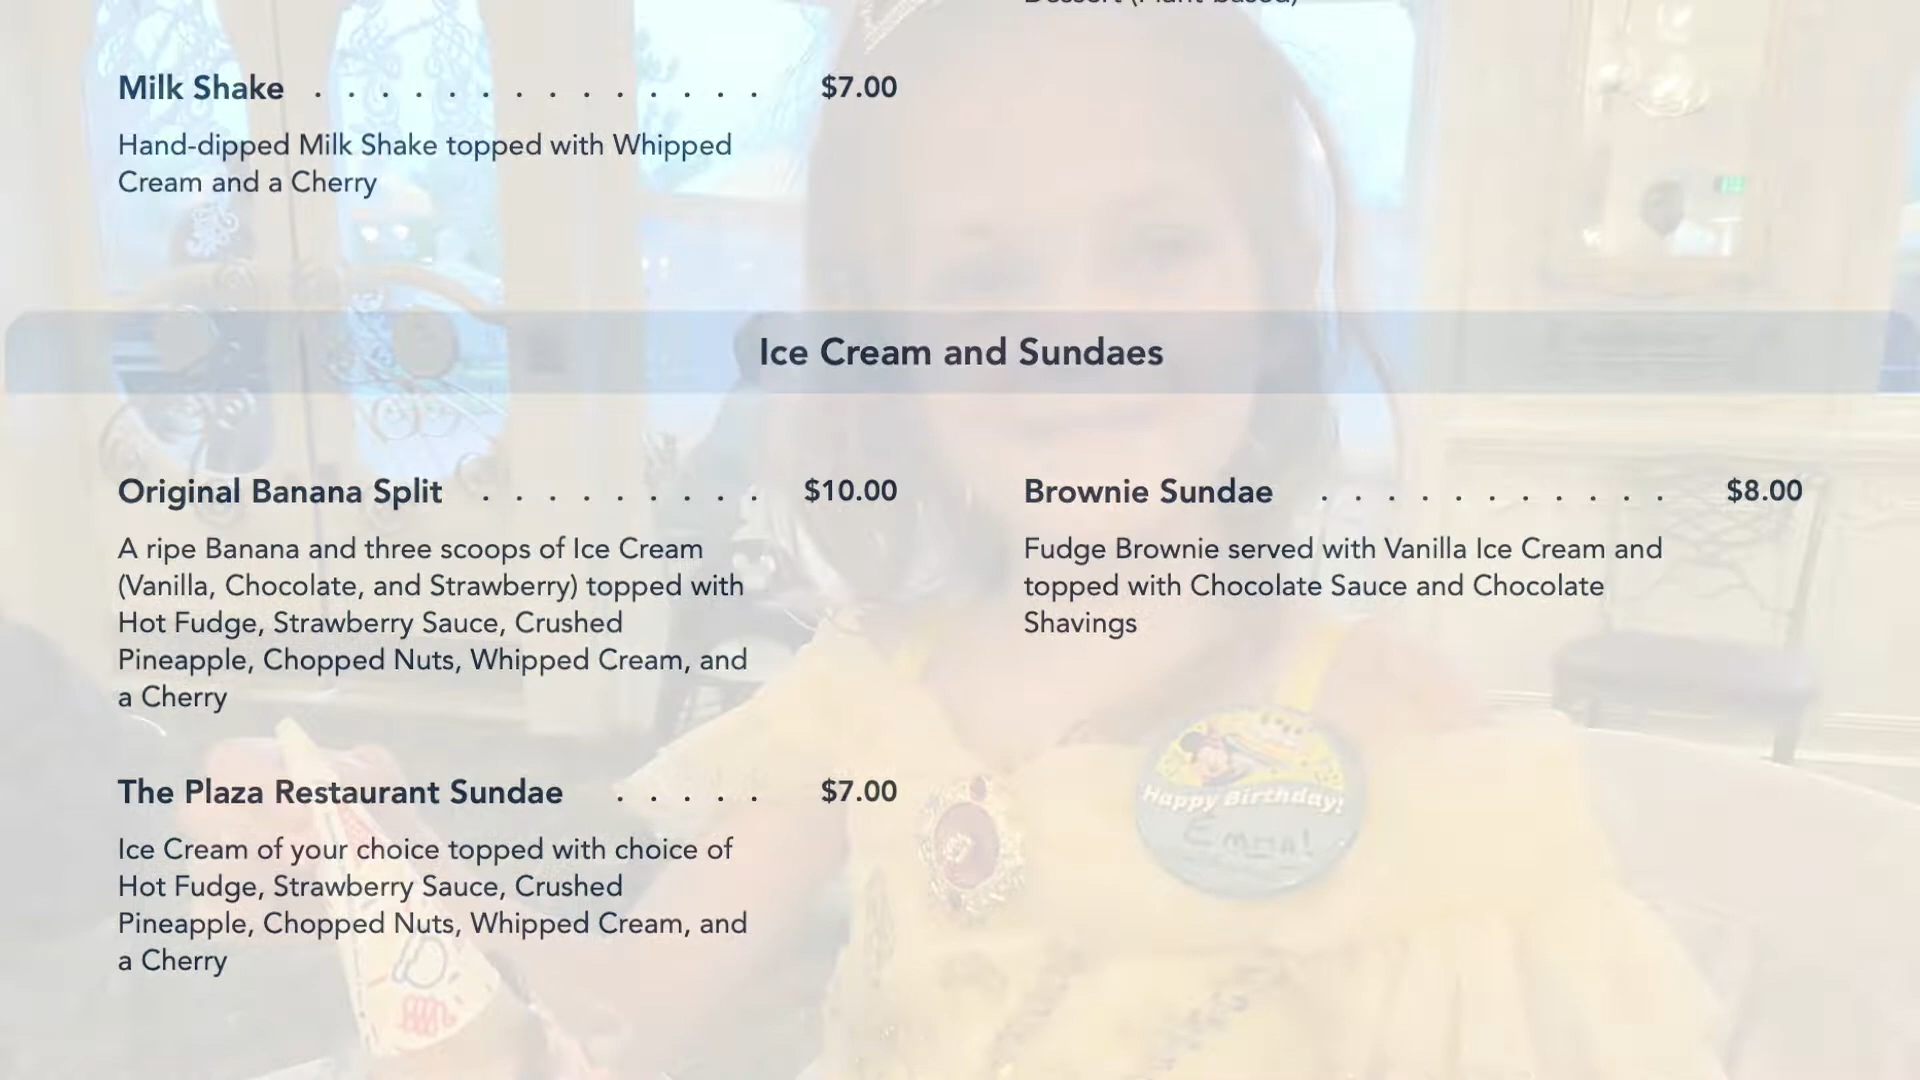 Dessert (Plant-based)
Milk Shake . . . . . . . . . . . . . . $7.00
Hand-dipped Milk Shake topped with Whipped
Cream and a Cherry
Ice Cream and Sundaes
Original Banana Split . . . . . . . . . $10.00
A ripe Banana and three scoops of Ice Cream
(Vanilla, Chocolate, and Strawberry) topped with
Hot Fudge, Strawberry Sauce, Crushed
Pineapple, Chopped Nuts, Whipped Cream, and
a Cherry
The Plaza Restaurant Sundae . . . . . $7.00
Ice Cream of your choice topped with choice of
Hot Fudge, Strawberry Sauce, Crushed
Pineapple, Chopped Nuts, Whipped Cream, and
a Cherry
Brownie Sundae . . . . . . . . . . . $8.00
Fudge Brownie served with Vanilla Ice Cream and
topped with Chocolate Sauce and Chocolate
Shavings
Happy Birthday!
Emma!